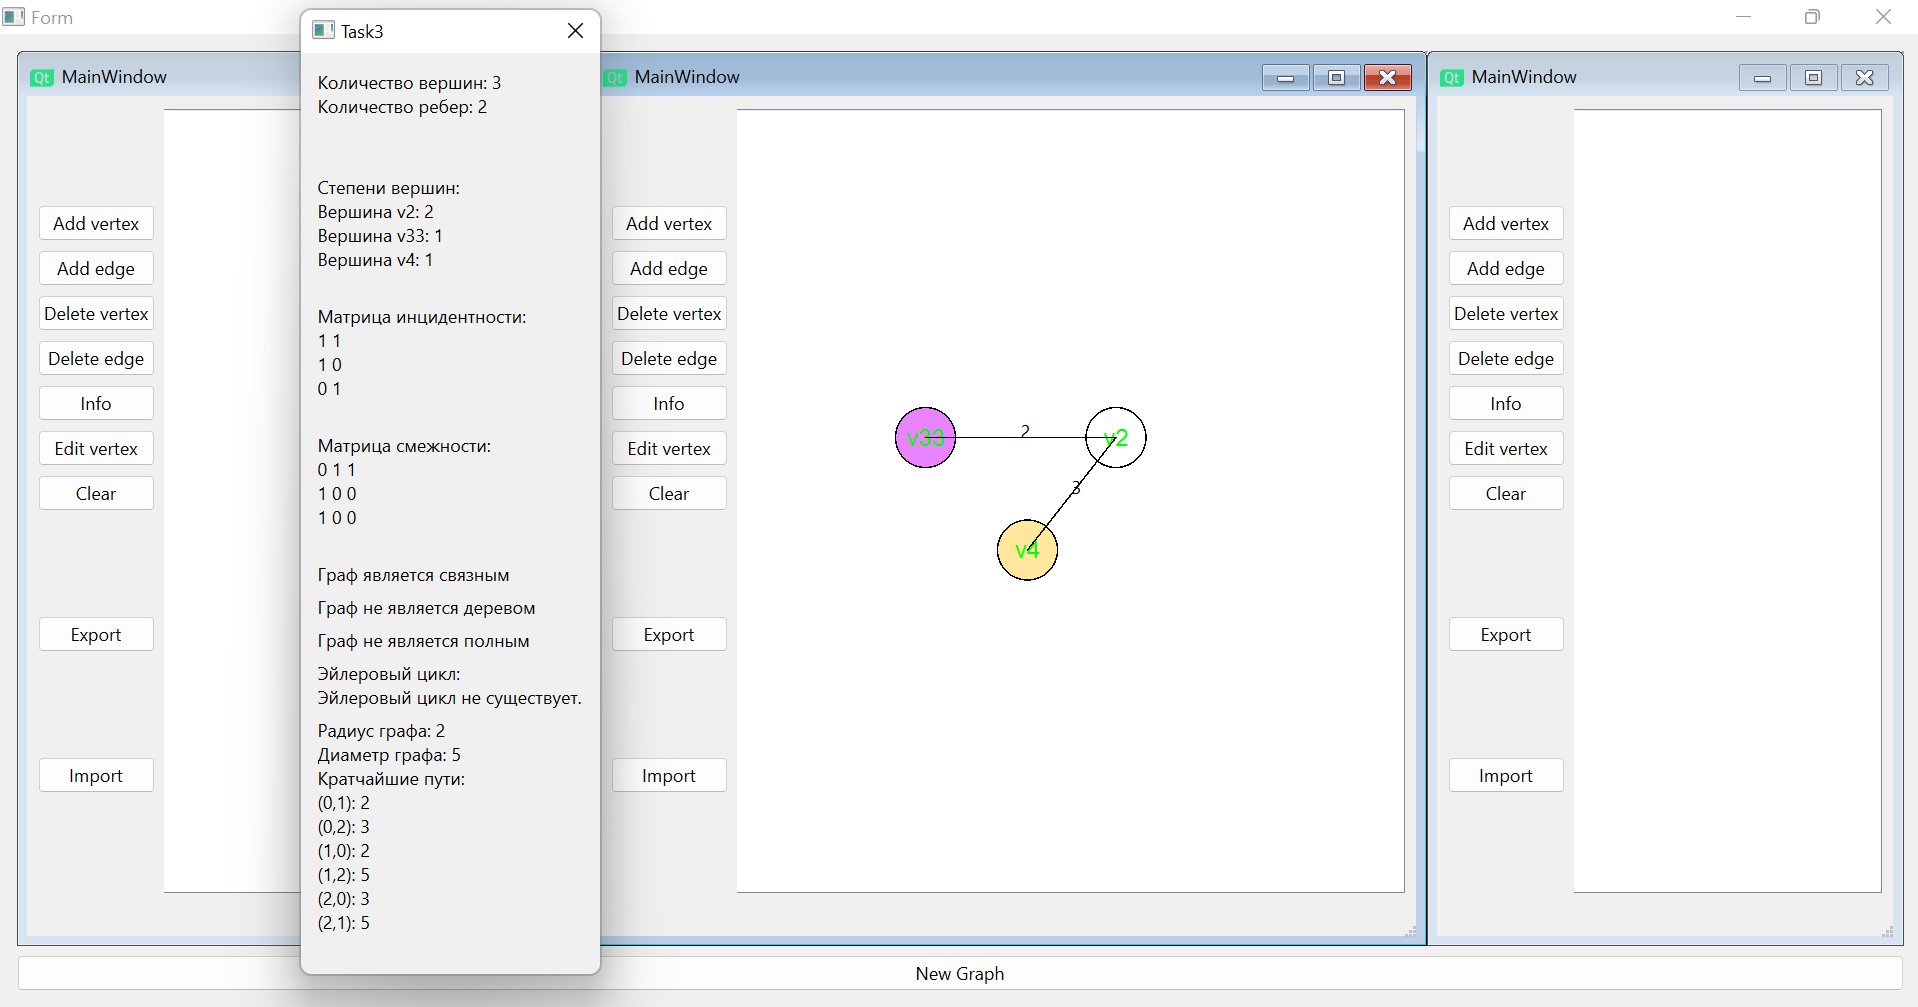 Form
MainWindow
Add vertex
Add edge
Delete vertex
Delete edge
Info
Edit vertex
Clear
Export
Import
Task3
Количество вершин: 3
Количество ребер: 2
Степени вершин:
Вершина v2: 2
Вершина v33: 1
Вершина v4: 1
Матрица инцидентности:
1 1
1 0
0 1
Матрица смежности:
0 1 1
1 0 0
1 0 0
Граф является связным
Граф не является деревом
Граф не является полным
Эйлеровый цикл:
Эйлеровый цикл не существует.
Радиус графа: 2
Диаметр графа: 5
Кратчайшие пути:
(0,1): 2
(0,2): 3
(1,0): 2
(1,2): 5
(2,0): 3
(2,1): 5
Qt MainWindow
Add vertex
Add edge
Delete vertex
Delete edge
Info
Edit vertex
Clear
Export
Import
v33
2
v2
3
v4
Qt MainWindow
Add vertex
Add edge
Delete vertex
Delete edge
Info
Edit vertex
Clear
Export
Import
New Graph